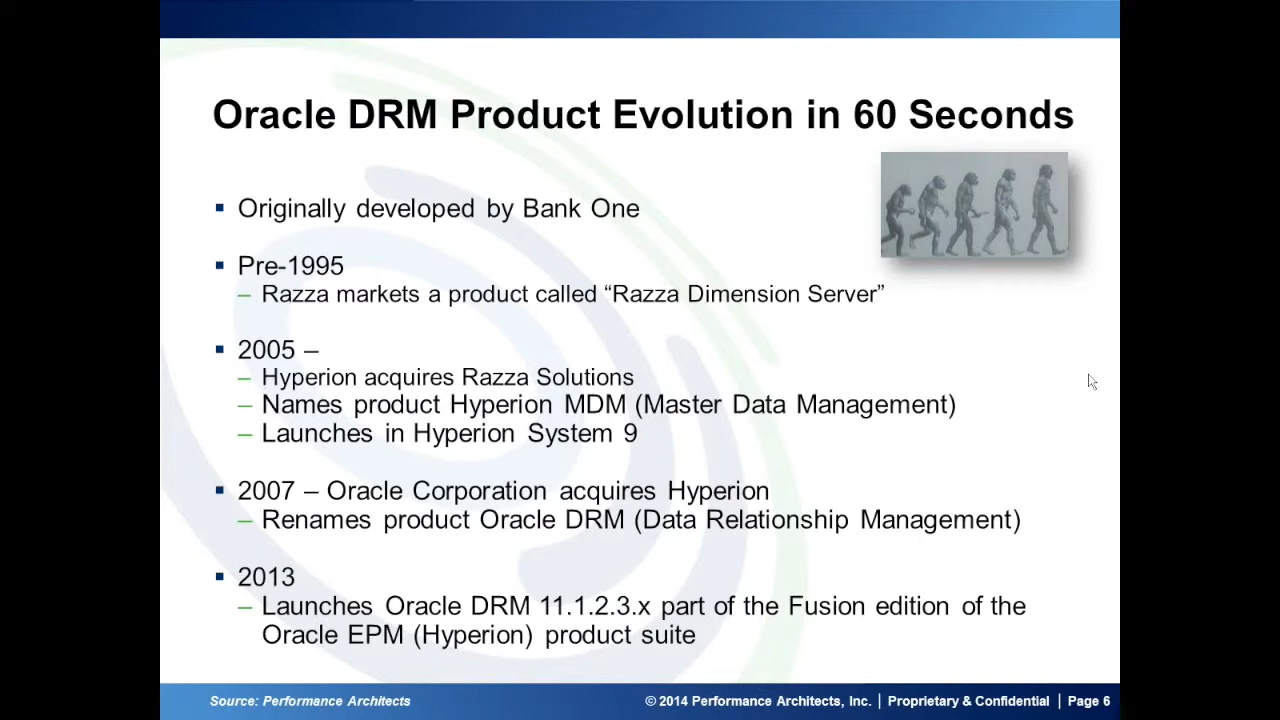 Oracle DRM Product Evolution in 60 Seconds
▪ Originally developed by Bank One
▪ Pre-1995
– Razza markets a product called “Razza Dimension Server”
▪ 2005 –
– Hyperion acquires Razza Solutions
– Names product Hyperion MDM (Master Data Management)
– Launches in Hyperion System 9
▪ 2007 – Oracle Corporation acquires Hyperion
– Renames product Oracle DRM (Data Relationship Management)
▪ 2013
– Launches Oracle DRM 11.1.2.3.x part of the Fusion edition of the
Oracle EPM (Hyperion) product suite
Source: Performance Architects
© 2014 Performance Architects, Inc. | Proprietary & Confidential | Page 6